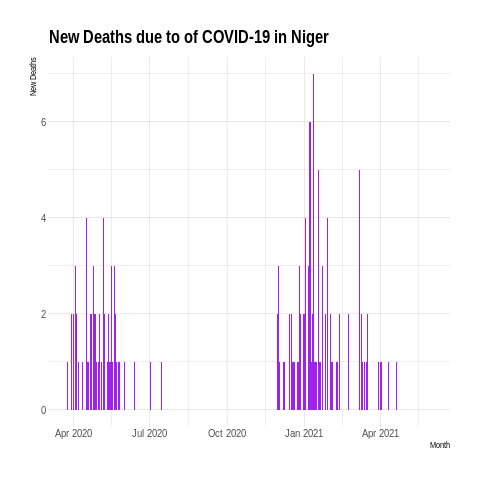 New Deaths due to of COVID-19 in Niger
New Deaths
6
4
2
0
Apr 2020 Jul 2020 Oct 2020 Jan 2021 Apr 2021
Month